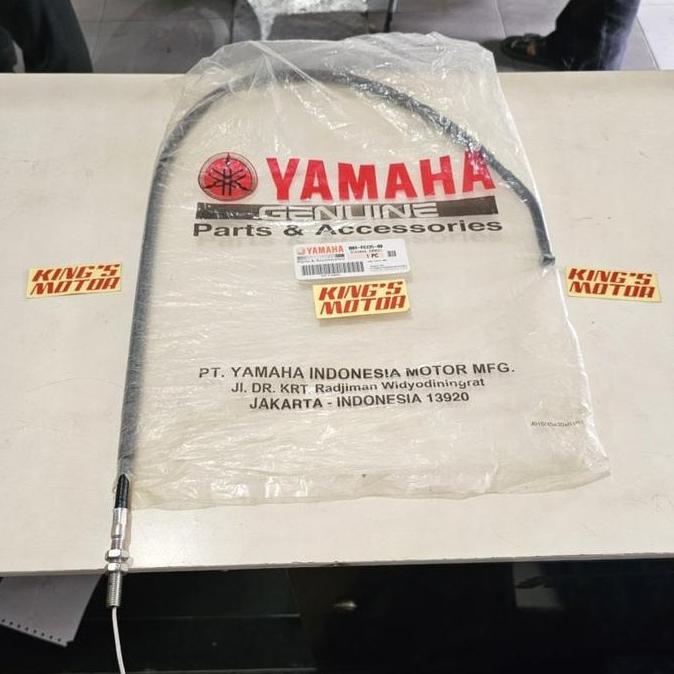 YAMAHA
GENUINE
Parts & Accessories
YAMAHA
1 PC
KING'S
MOTOR
KING'S
MOTOR
KING'S
MOTOR
PT. YAMAHA INDONESIA MOTOR MFG.
Jl. DR. KRT. Radjiman Widyodiningrat
JAKARTA - INDONESIA 13920